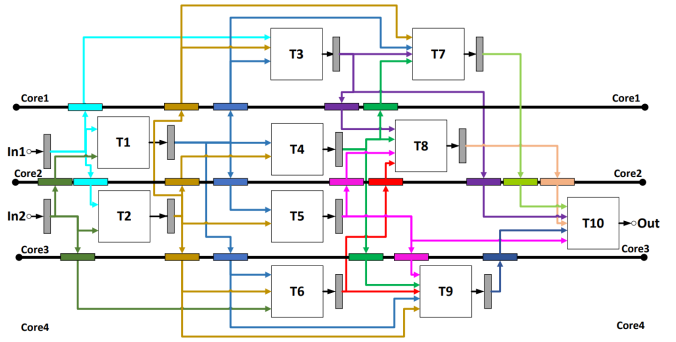 T3
T7
Core1
Core1
In1
T1
T4
T8
Core2
Core2
In2
T2
T5
T10
Out
Core3
Core3
T6
T9
Core4
Core4